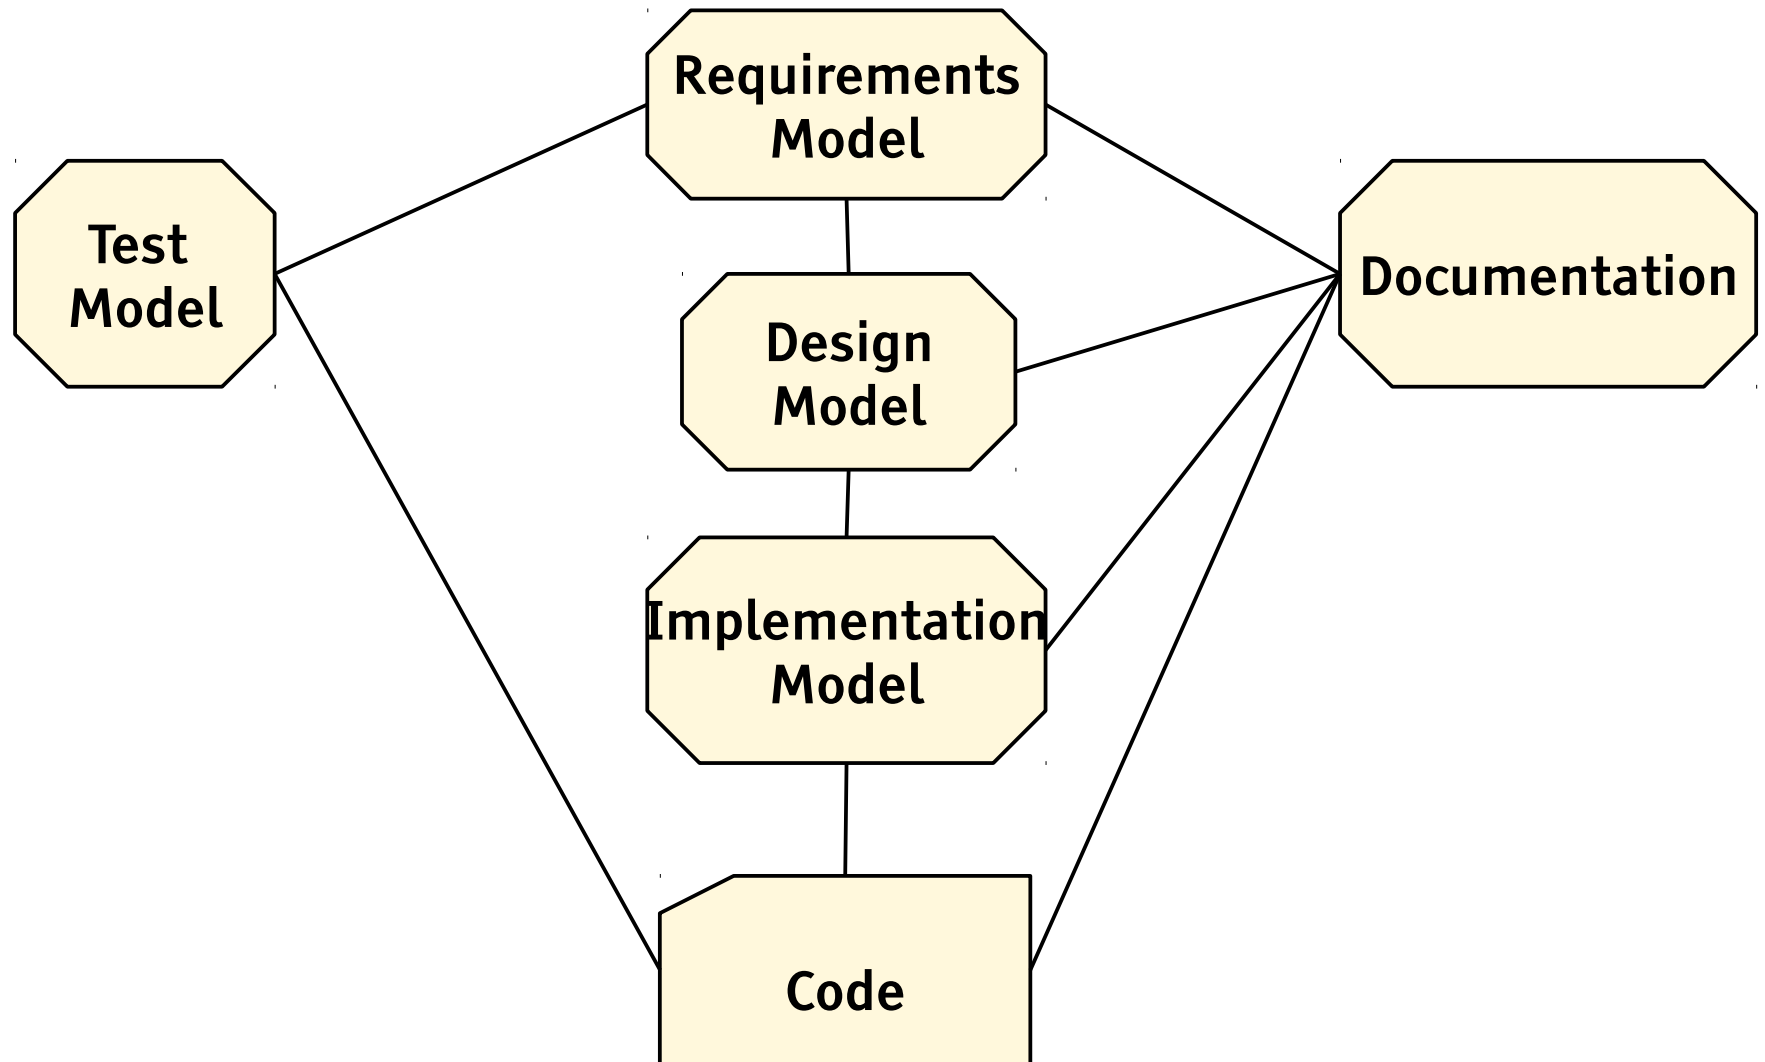 Requirements
Model
Test
Model
Documentation
Design
Model
Implementation
Model
Code